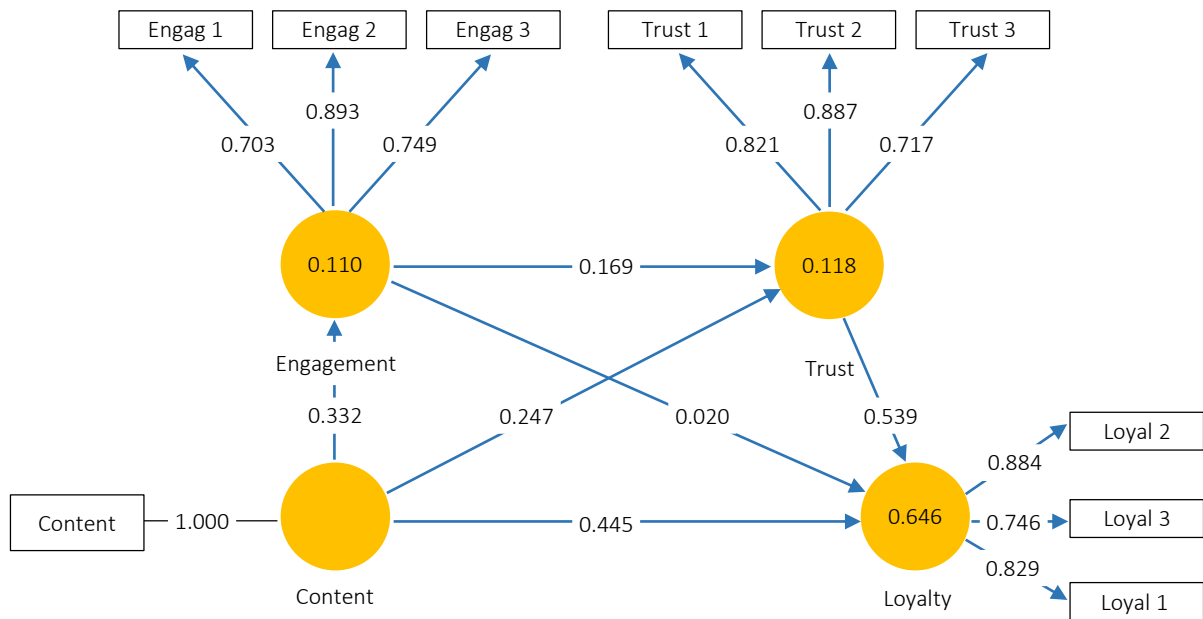 Engag 1
Engag 2
Engag 3
Trust 1
Trust 2
Trust 3
0.893
0.887
0.703
0.749
0.821
0.717
0.110
0.169
0.118
Engagement
Trust
0.332
0.247
0.020
0.539
Loyal 2
0.884
Content
1.000
0.445
0.646
0.746
Loyal 3
0.829
Content
Loyalty
Loyal 1